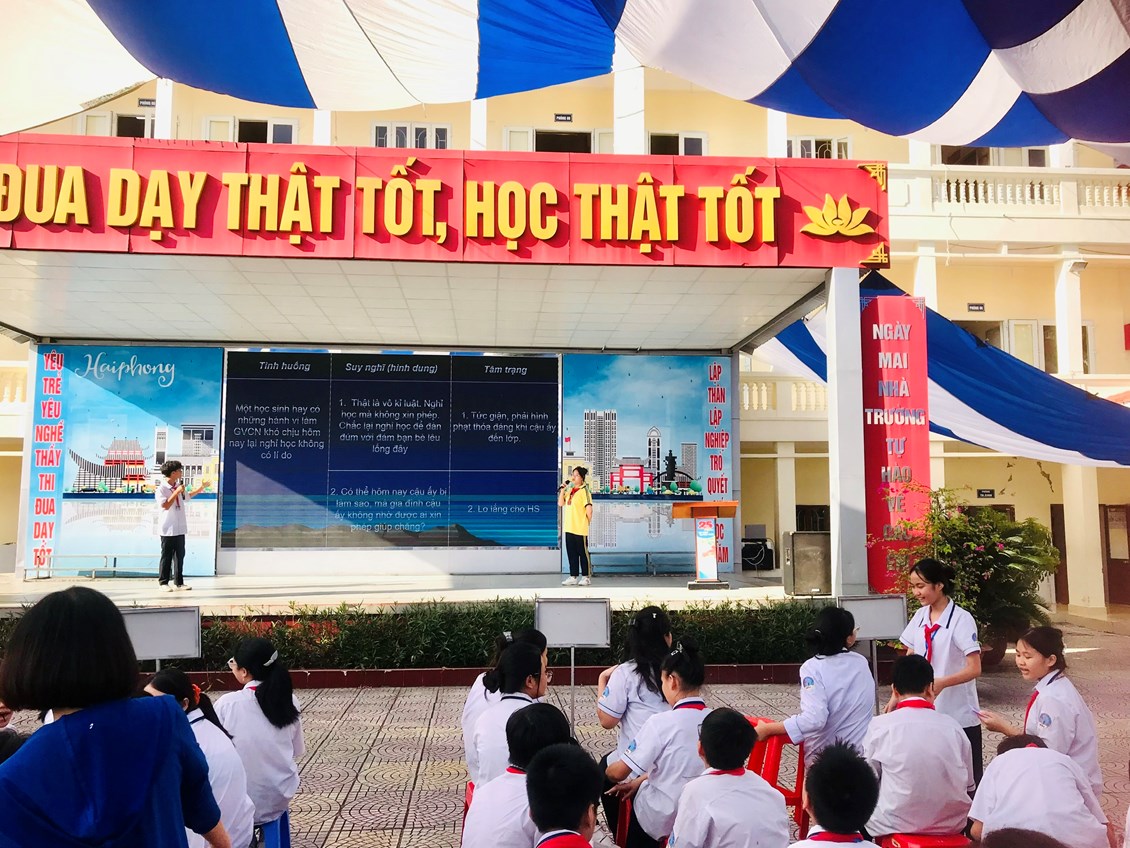 ĐUA DẠY THẬT TỐT, HỌC THẬT TỐT
YÊU
TRẺ
YÊU
NGHỀ
THẦY
THI
ĐUA
DẠY
TỐT
Haiphong
Tình huống
Suy nghĩ (hình dung)
Tâm trạng
Một học sinh hay có
những hành vi làm
GVCN khó chịu hôm
nay lại nghỉ học không
có lí do
1. Thật là vô kỉ luật. Nghỉ
học mà không xin phép.
Chắc lại nghỉ học để đàn
đúm với đám bạn bè lêu
lổng đây
1. Tức giận, phải hình
phạt thỏa đáng khi cậu ấy
đến lớp.
2. Có thể hôm nay cậu ấy bị
làm sao, mà gia đình cậu
ấy không nhờ được ai xin
phép giúp chăng?
2. Lo lắng cho HS
LẬP
THÂN
LẬP
NGHIỆP
TRÒ
QUYẾT
25
NGÀY
MAI
NHÀ
TRƯỜNG
TỰ
HÀO
VỀ